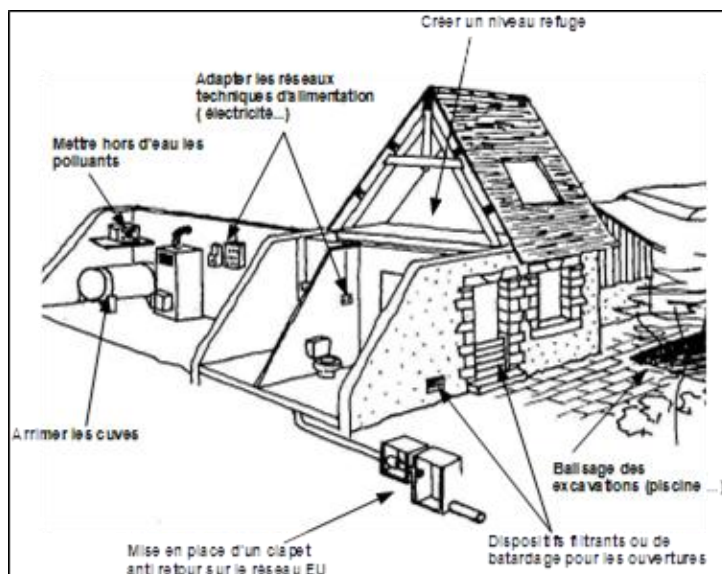 Créer un niveau refuge
Adapter les réseaux
techniques d'alimentation
( électricité...)
Mettre hors d'eau les
polluants
Arrimer les cuves
Balisage des
excavations (piscine ...)
Mise en place d'un clapet
anti retour sur le réseau EU
Dispositifs filtrants ou de
batardage pour les ouvertures